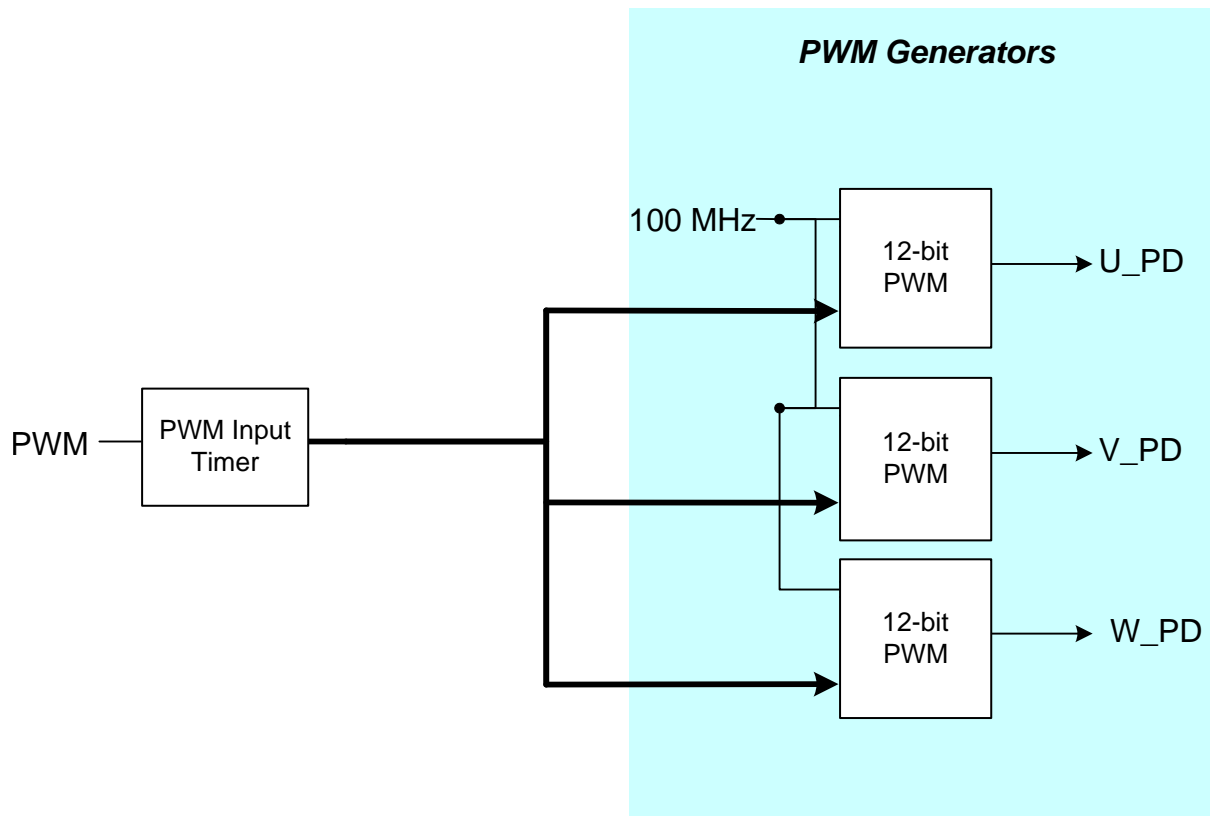 PWM Generators
100 MHz
12-bit
PWM
U_PD
PWM
PWM Input
Timer
12-bit
PWM
V_PD
12-bit
PWM
W_PD